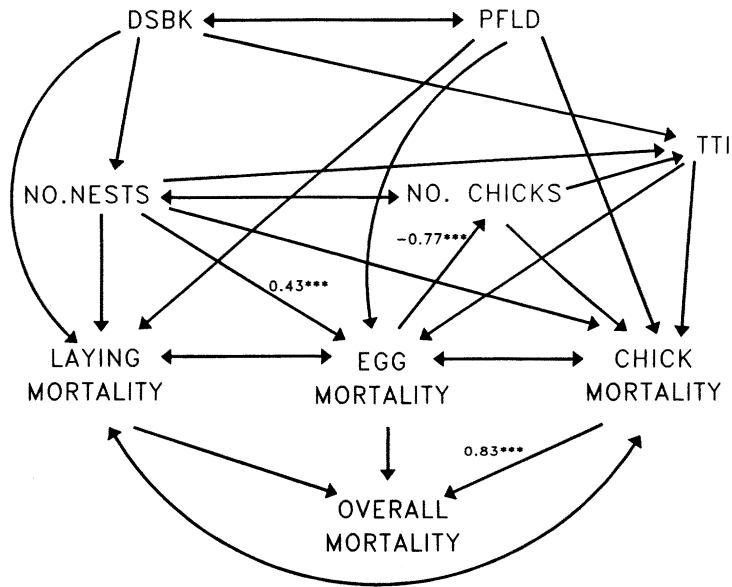 DSBK PFLD
TTI
NO.NESTS NO. CHICKS
-0.77***
0.43***
LAYING EGG CHICK
MORTALITY MORTALITY MORTALITY
0.83***
OVERALL
MORTALITY